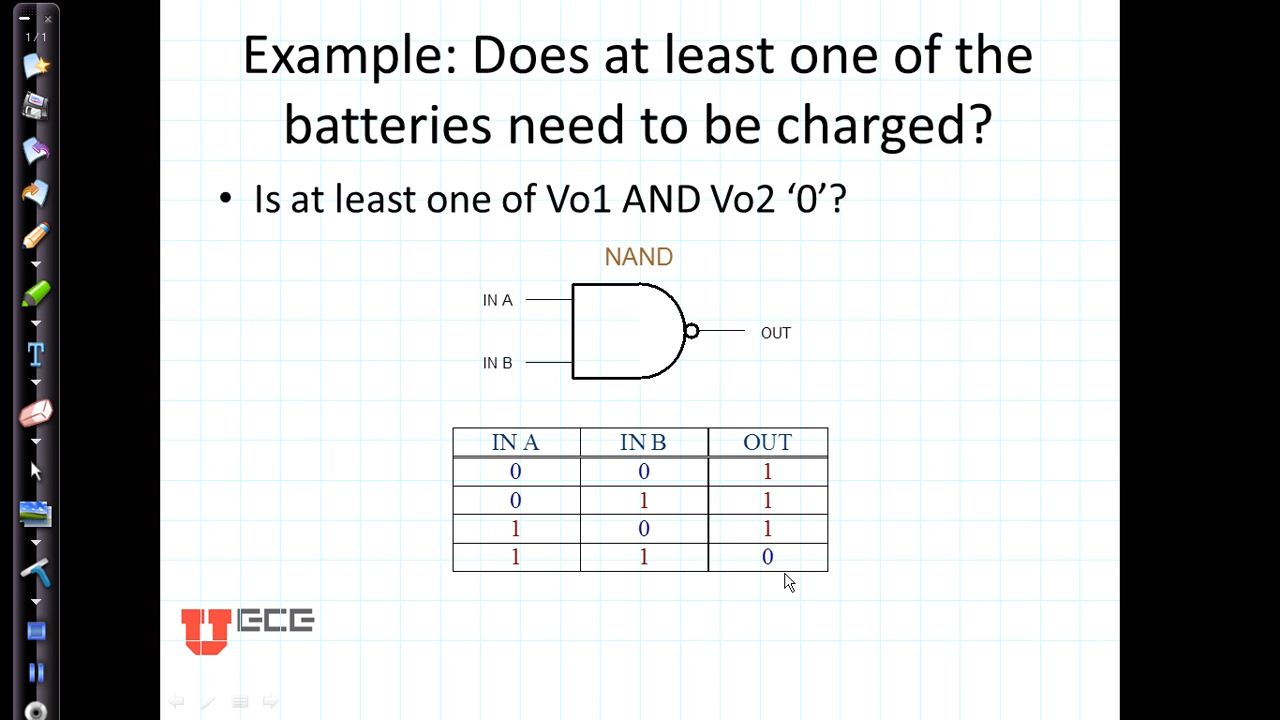 1/1
Example: Does at least one of the
batteries need to be charged?
• Is at least one of Vo1 AND Vo2 ‘0’?
NAND
IN A
OUT
IN B
IN A IN B OUT
0 0 1
0 1 1
1 0 1
1 1 0
U ECE
T